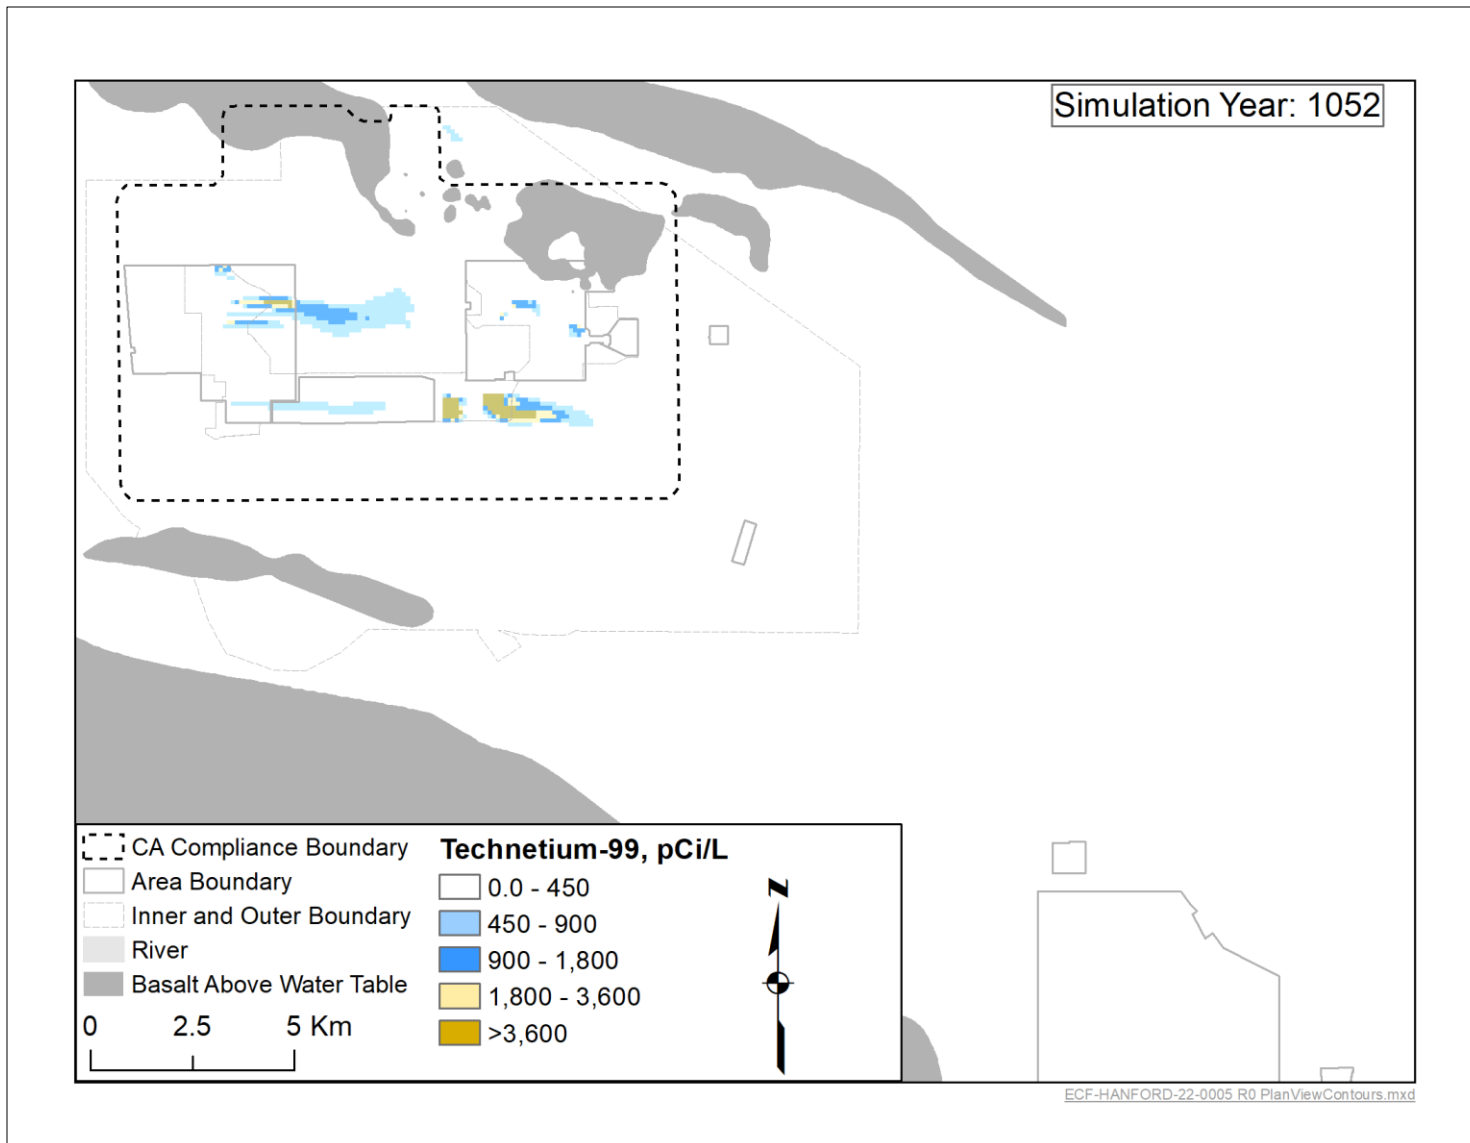 Simulation Year: 1052
CA Compliance Boundary
Area Boundary
Inner and Outer Boundary
River
Basalt Above Water Table
0 2.5 5 Km
Technetium-99, pCi/L
0.0 - 450
450 - 900
900 - 1,800
1,800 - 3,600
>3,600
N
ECF-HANFORD-22-0005 R0 PlanViewContours.mxd